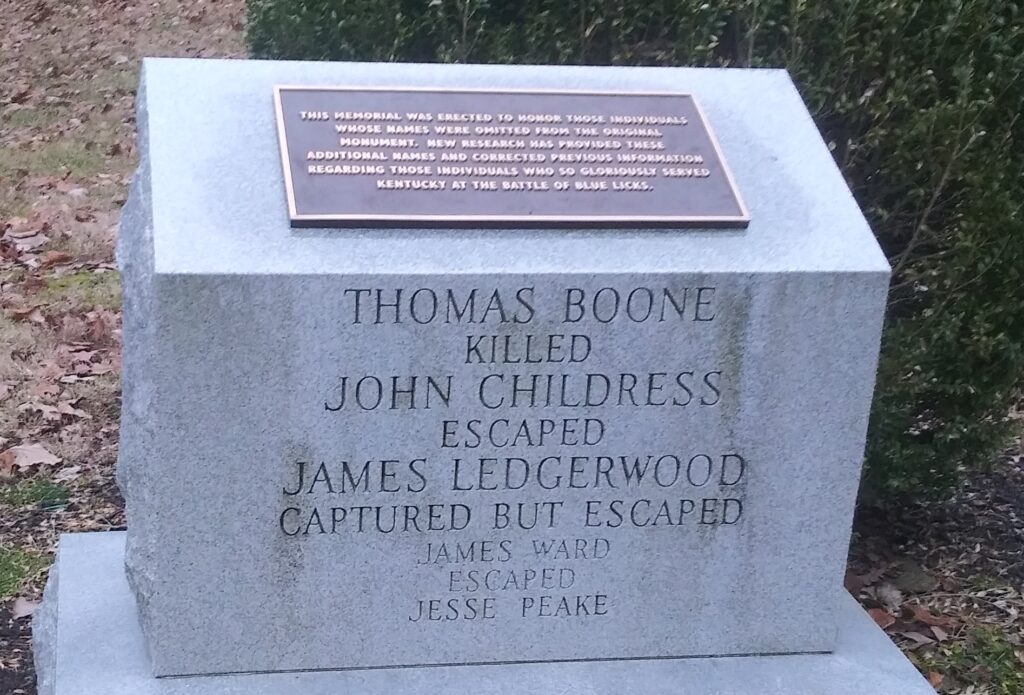 THIS MEMORIAL WAS ERECTED TO HONOR THOSE INDIVIDUALS
WHOSE NAMES WERE OMITTED FROM THE ORIGINAL
MONUMENT. NEW RESEARCH HAS PROVIDED THESE
ADDITIONAL NAMES AND CORRECTED PREVIOUS INFORMATION
REGARDING THOSE INDIVIDUALS WHO SO GLORIOUSLY SERVED
KENTUCKY AT THE BATTLE OF BLUE LICKS.
THOMAS BOONE
KILLED
JOHN CHILDRESS
ESCAPED
JAMES LEDGERWOOD
CAPTURED BUT ESCAPED
JAMES WARD
ESCAPED
JESSE PEAKE